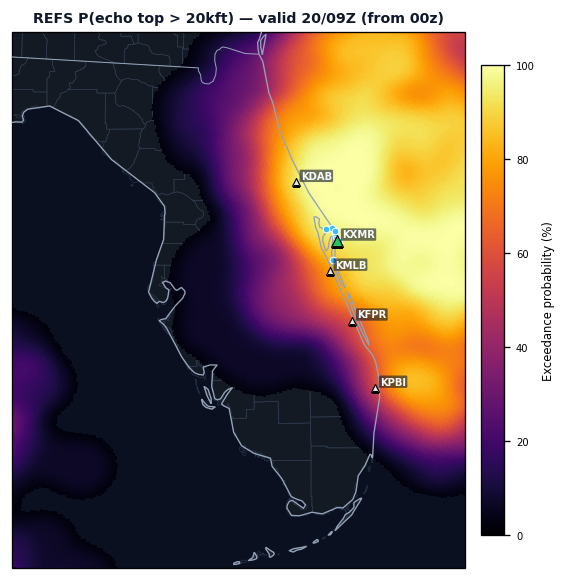 REFS P(echo top > 20kft) — valid 20/09Z (from 00z)
KDAB
KXMR
KMLB
KFPR
KPBI
100
80
60
40
20
0
Exceedance probability (%)